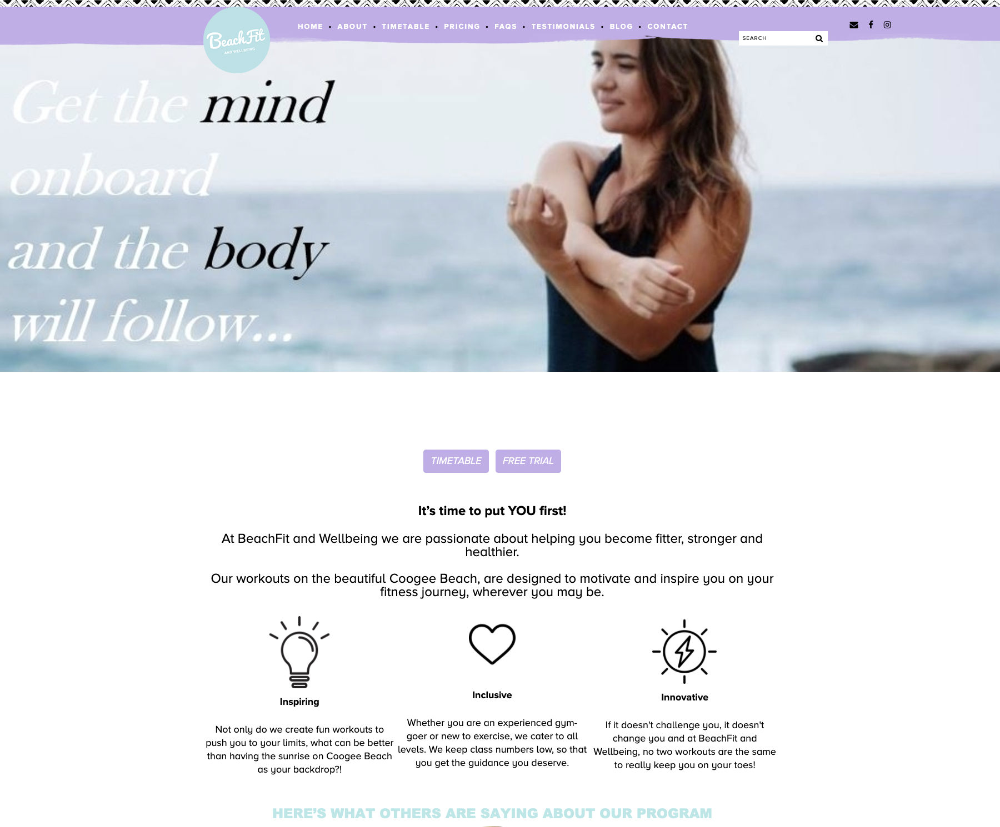 BeachFit
AND WELLBEING
HOME • ABOUT • TIMETABLE • PRICING • FAQS • TESTIMONIALS • BLOG • CONTACT
SEARCH
Get the mind
onboard
and the body
will follow...
TIMETABLE
FREE TRIAL
It’s time to put YOU first!
At BeachFit and Wellbeing we are passionate about helping you become fitter, stronger and
healthier.
Our workouts on the beautiful Coogee Beach, are designed to motivate and inspire you on your
fitness journey, wherever you may be.
Inspiring
Not only do we create fun workouts to
push you to your limits, what can be better
than having the sunrise on Coogee Beach
as your backdrop?!
Inclusive
Whether you are an experienced gym-
goer or new to exercise, we cater to all
levels. We keep class numbers low, so that
you get the guidance you deserve.
Innovative
If it doesn't challenge you, it doesn't
change you and at BeachFit and
Wellbeing, no two workouts are the same
to really keep you on your toes!
HERE’S WHAT OTHERS ARE SAYING ABOUT OUR PROGRAM